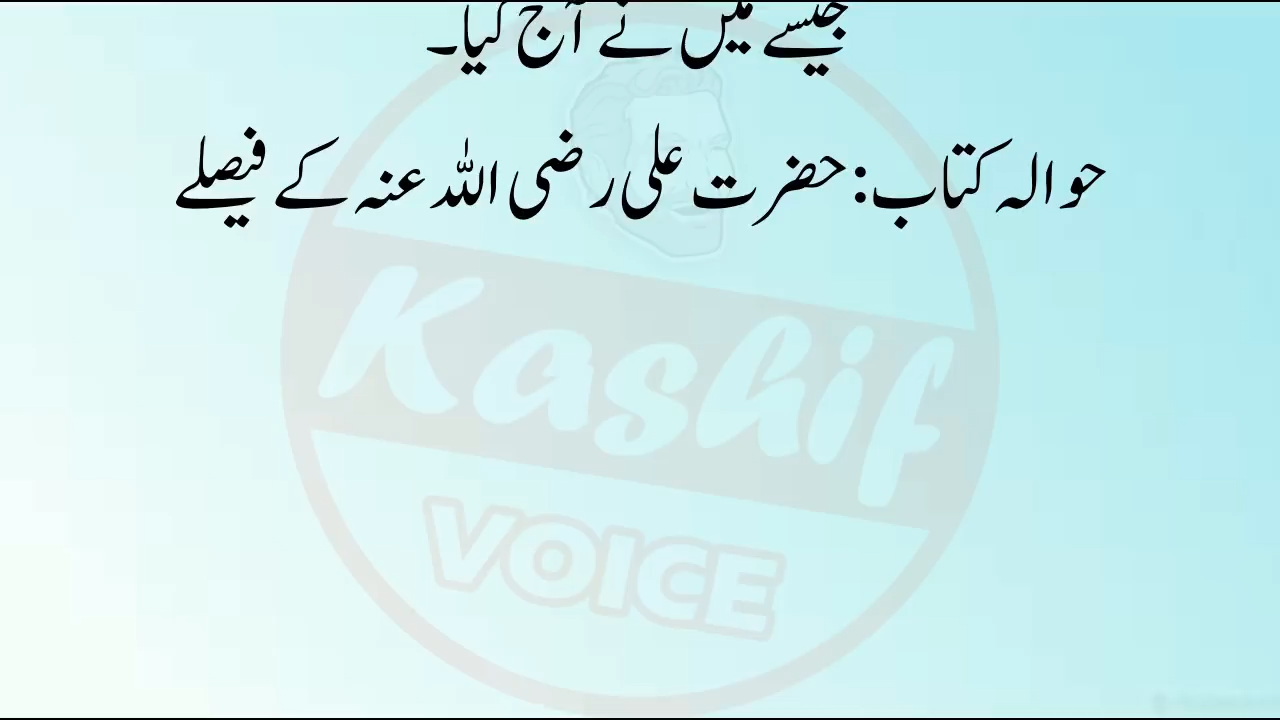 جیسے میں نے آج کیا۔
حوالہ کتاب: حضرت علی رضی اللہ عنہ کے فیصلے
Kashif
VOICE